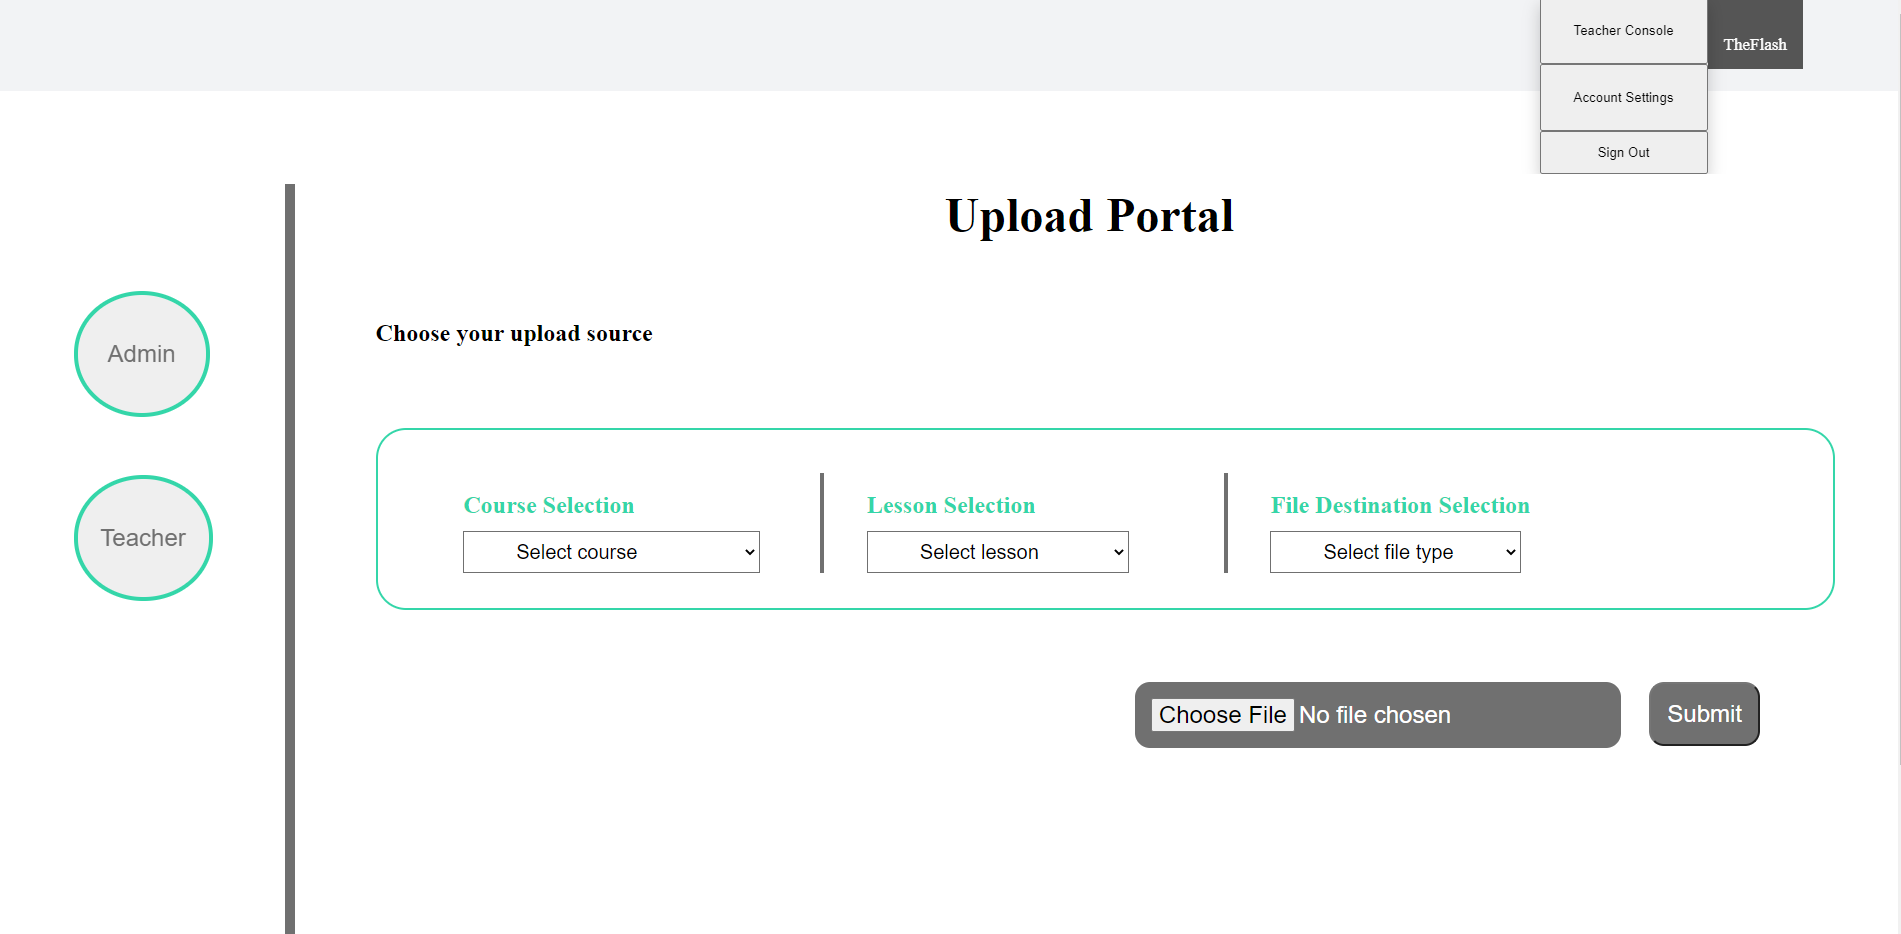 Teacher Console
TheFlash
Account Settings
Sign Out
Upload Portal
Admin
Teacher
Choose your upload source
Course Selection
Select course
Lesson Selection
Select lesson
File Destination Selection
Select file type
Choose File No file chosen
Submit